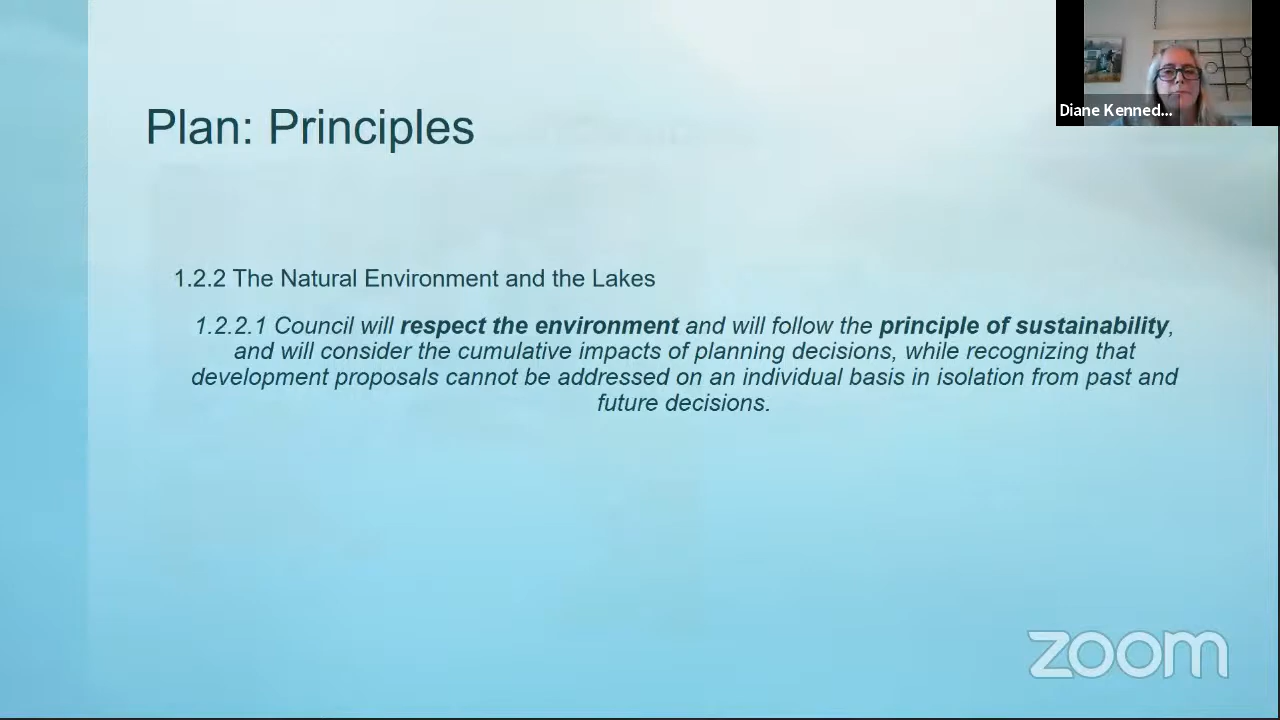 Plan: Principles
Diane Kenned...
1.2.2 The Natural Environment and the Lakes
1.2.2.1 Council will respect the environment and will follow the principle of sustainability,
and will consider the cumulative impacts of planning decisions, while recognizing that
development proposals cannot be addressed on an individual basis in isolation from past and
future decisions.
zoom